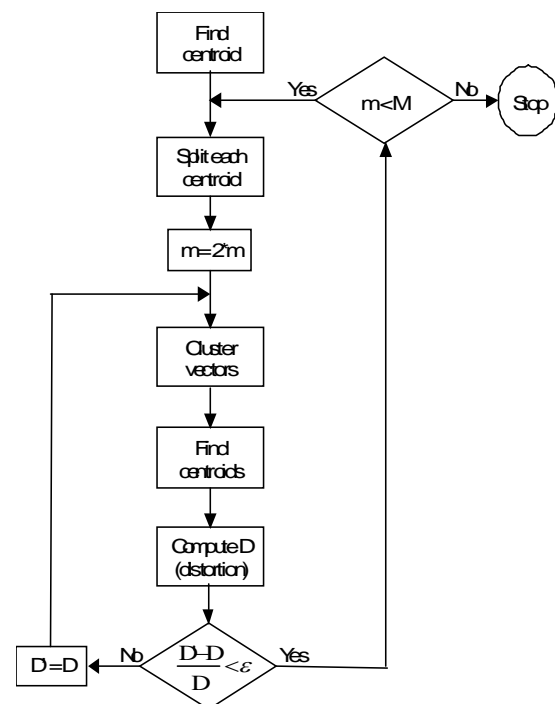 Find
centroid
Yes
m<M
No
Stop
Split each
centroid
m=2*m
Cluster
vectors
Find
centroids
Compute D
(distortion)
D'=D
No
D'-D
D
<ε
Yes